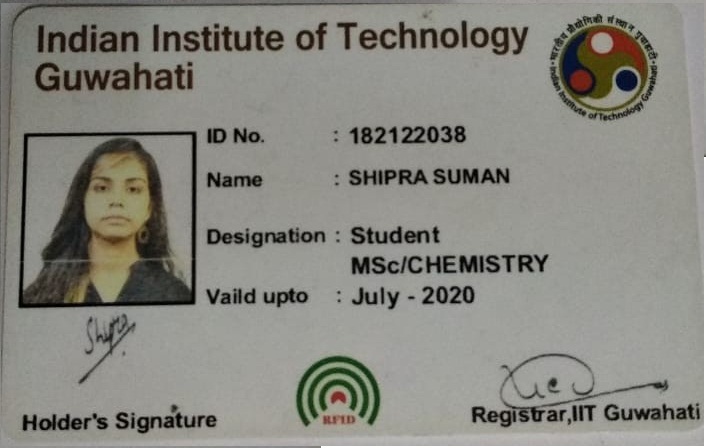 Indian Institute of Technology
Guwahati
भारतीय प्रौद्योगिकी संस्थान गुवाहाटी
Indian Institute of Technology Guwahati
ID No. : 182122038
Name : SHIPRA SUMAN
Designation : Student
MSc/CHEMISTRY
Vaild upto : July - 2020
Shipra
RFID
Holder's Signature
Registrar,IIT Guwahati